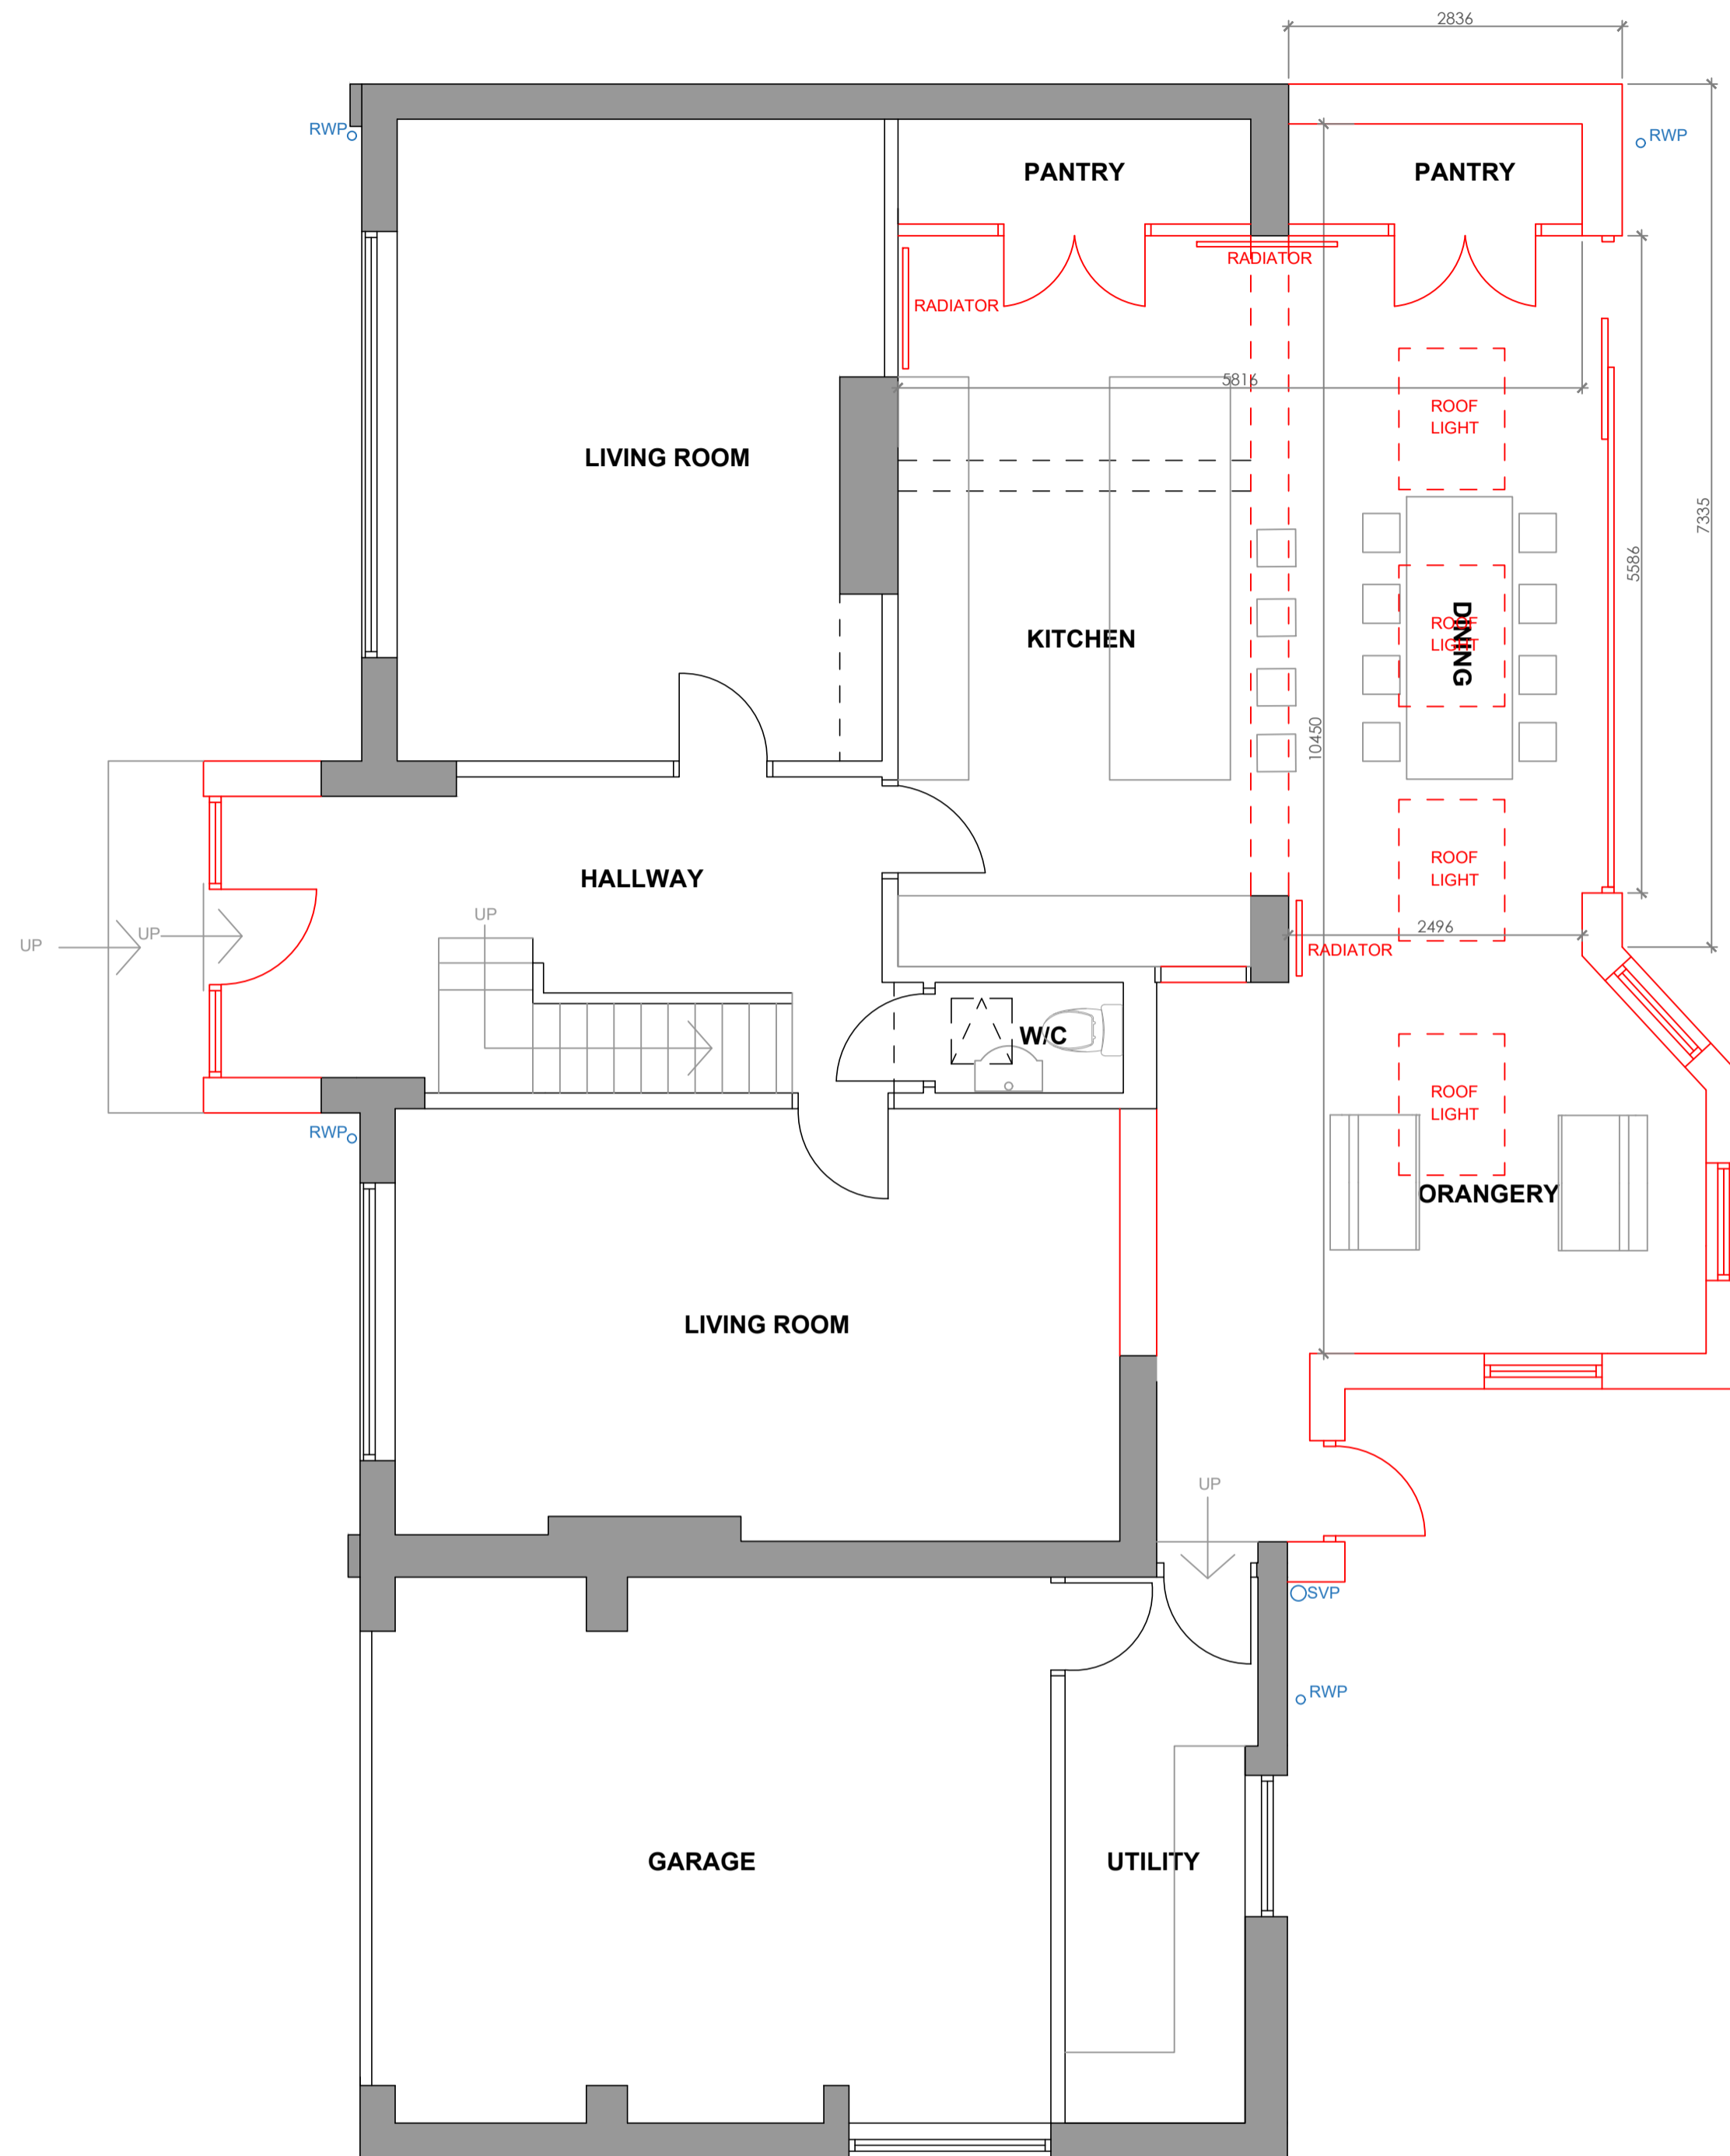 2836
RWP
RWP
PANTRY
PANTRY
RADIATOR
RADIATOR
5816
ROOF
LIGHT
LIVING ROOM
7335
5586
KITCHEN
ROOF
LIGHT
DINING
10450
ROOF
LIGHT
HALLWAY
UP
UP
UP
2496
RADIATOR
W/C
ROOF
LIGHT
RWP
ORANGERY
LIVING ROOM
UP
SVP
RWP
GARAGE
UTILITY